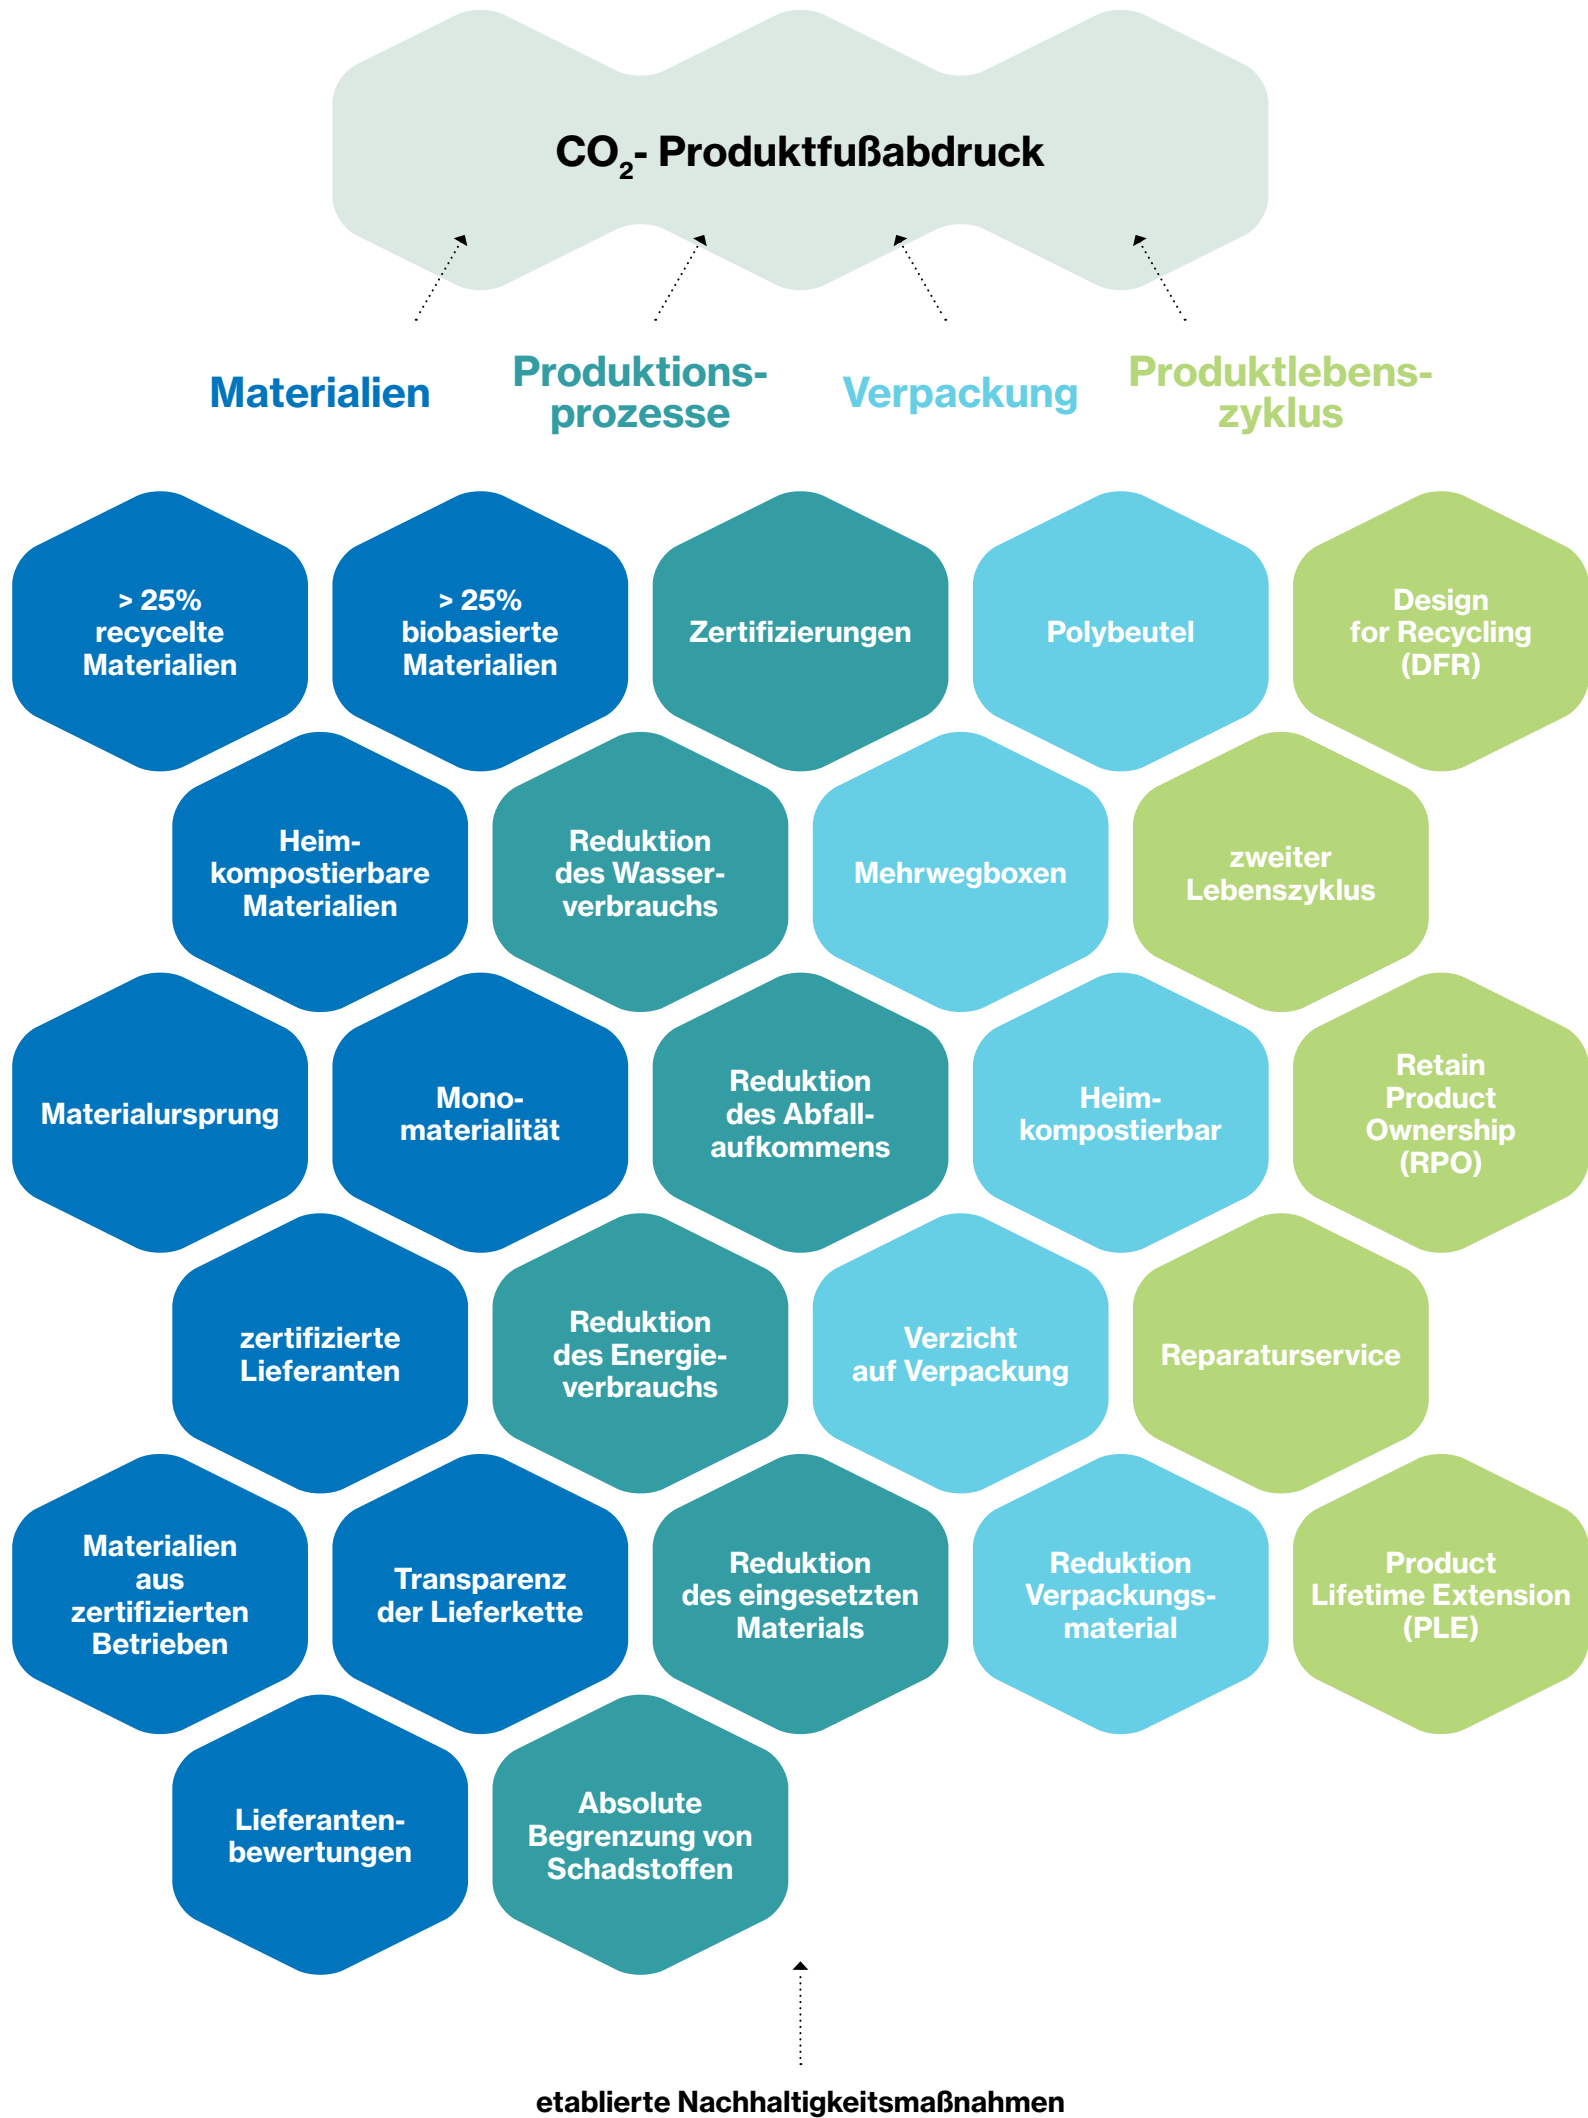 CO₂- Produktfußabdruck
Materialien
Produktions-
prozesse
Verpackung
Produktlebens-
zyklus
> 25%
recycelte
Materialien
> 25%
biobasierte
Materialien
Zertifizierungen
Polybeutel
Design
for Recycling
(DFR)
Heim-
kompostierbare
Materialien
Reduktion
des Wasser-
verbrauchs
Mehrwegboxen
zweiter
Lebenszyklus
Materialursprung
Mono-
materialität
Reduktion
des Abfall-
aufkommens
Heim-
kompostierbar
Retain
Product
Ownership
(RPO)
zertifizierte
Lieferanten
Reduktion
des Energie-
verbrauchs
Verzicht
auf Verpackung
Reparaturservice
Materialien
aus
zertifizierten
Betrieben
Transparenz
der Lieferkette
Reduktion
des eingesetzten
Materials
Reduktion
Verpackungs-
material
Product
Lifetime Extension
(PLE)
Lieferanten-
bewertungen
Absolute
Begrenzung von
Schadstoffen
etablierte Nachhaltigkeitsmaßnahmen